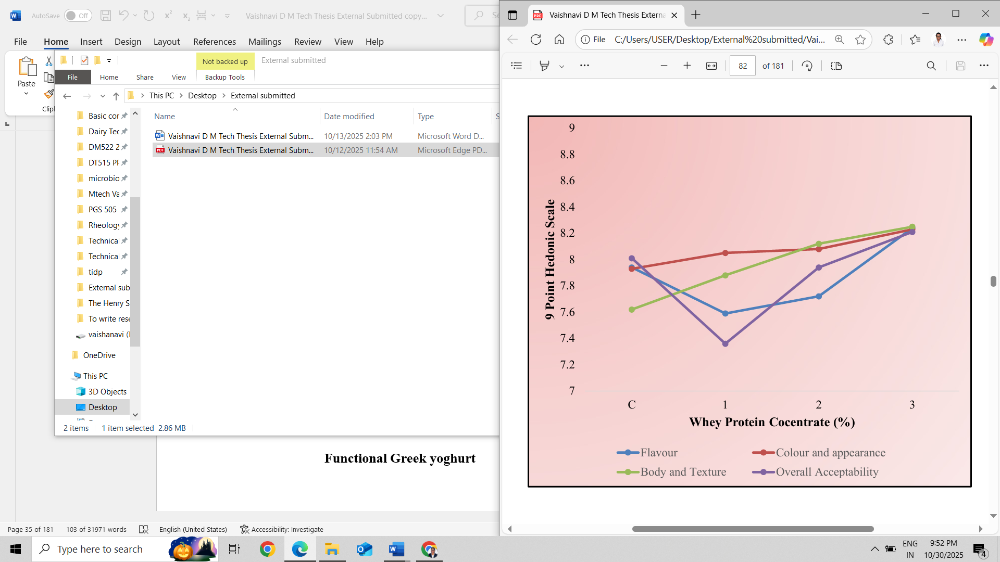 AutoSave Off Vaishnavi D M Tech Thesis External Submitted copy...
File Home Insert Design Layout References Mailings Review View Help
Paste
Not backed up External submitted
File Home Share View Backup Tools
This PC Desktop External submitted
Name Date modified Type
Vaishnavi D M Tech Thesis External Subm... 10/13/2025 2:03 PM Microsoft Word D...
Vaishnavi D M Tech Thesis External Subm... 10/12/2025 11:54 AM Microsoft Edge PD...
Basic cor
Dairy Tec
DM522 2
DT515 PF
microbio
Mtech Va
PGS 505
Rheology
Technical
Technical
tidp
External sub
The Henry S
To write rese
vaishanavi (
OneDrive
This PC
3D Objects
Desktop
2 items 1 item selected 2.86 MB
Functional Greek yoghurt
Page 35 of 181 103 of 31971 words English (United States) Accessibility: Investigate
Vaishnavi D M Tech Thesis Externa
File C:/Users/USER/Desktop/External%20submitted/Vai...
82 of 181
9 Point Hedonic Scale
9
8.8
8.6
8.4
8.2
8
7.8
7.6
7.4
7.2
7
C 1 2 3
Whey Protein Cocentrate (%)
Flavour Colour and appearance
Body and Texture Overall Acceptability
Type here to search
ENG 9:52 PM
IN 10/30/2025
4